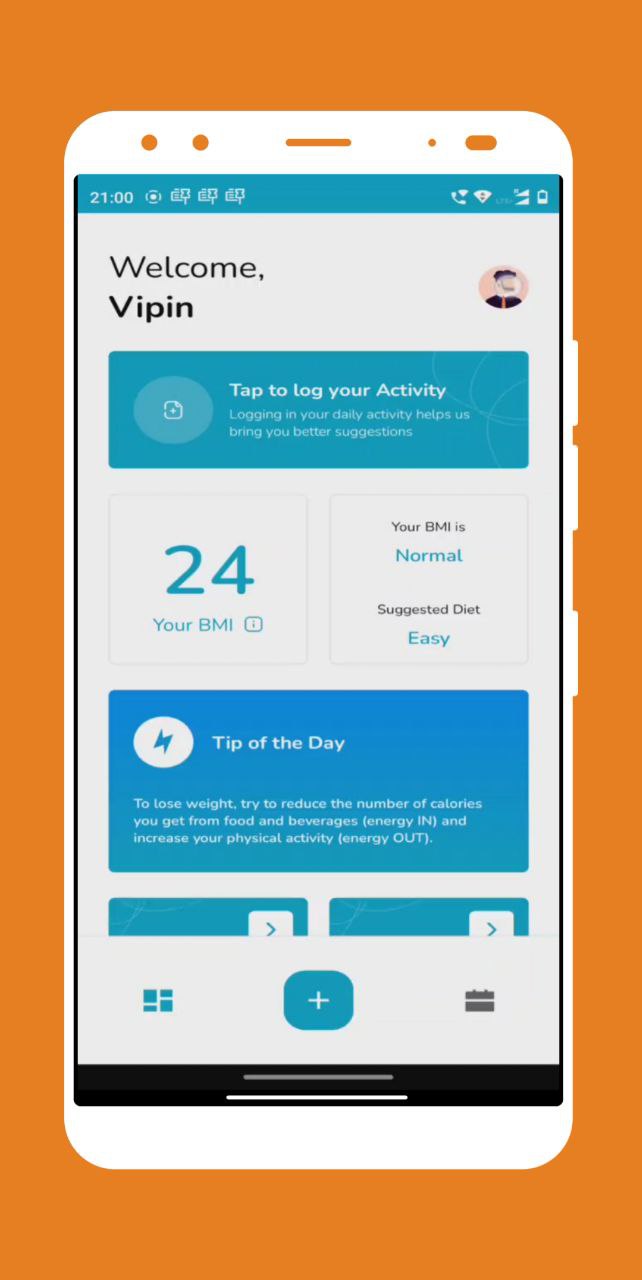 21:00
Welcome,
Vipin
Tap to log your Activity
Logging in your daily activity helps us
bring you better suggestions
24
Your BMI
Your BMI is
Normal
Suggested Diet
Easy
Tip of the Day
To lose weight, try to reduce the number of calories
you get from food and beverages (energy IN) and
increase your physical activity (energy OUT).